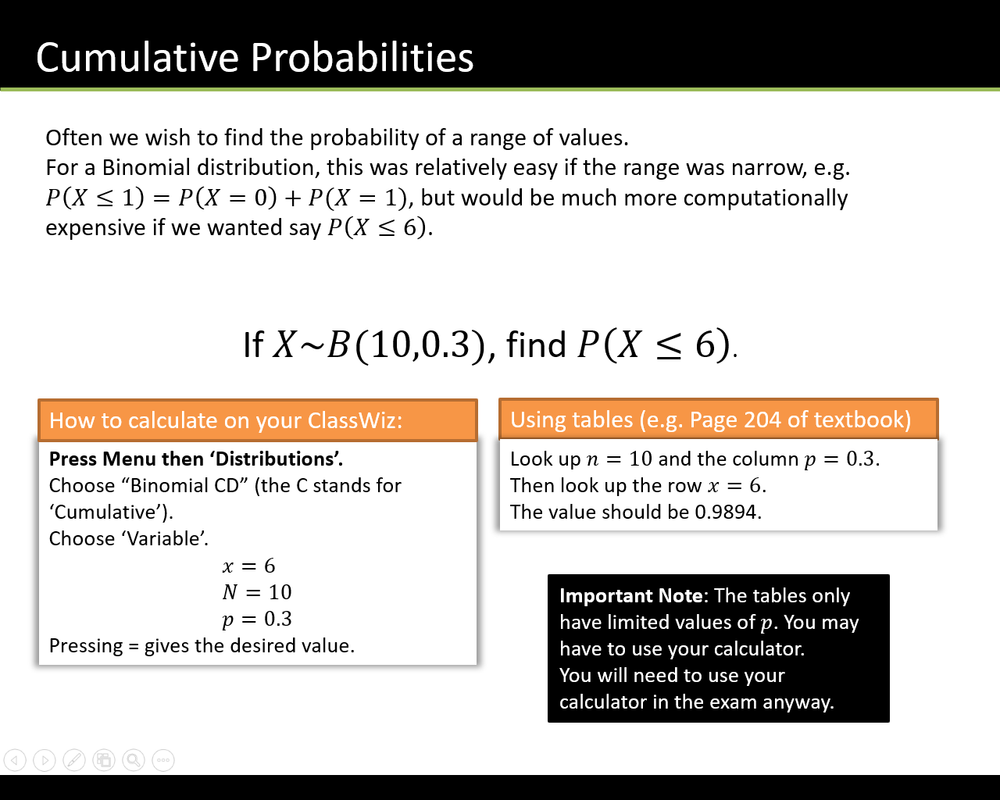 Cumulative Probabilities
Often we wish to find the probability of a range of values.
For a Binomial distribution, this was relatively easy if the range was narrow, e.g.
P(X ≤ 1) = P(X = 0) + P(X = 1), but would be much more computationally
expensive if we wanted say P(X ≤ 6).
If X~B(10,0.3), find P(X ≤ 6).
How to calculate on your ClassWiz:
Press Menu then ‘Distributions’.
Choose “Binomial CD” (the C stands for
‘Cumulative’).
Choose ‘Variable’.
x = 6
N = 10
p = 0.3
Pressing = gives the desired value.
Using tables (e.g. Page 204 of textbook)
Look up n = 10 and the column p = 0.3.
Then look up the row x = 6.
The value should be 0.9894.
Important Note: The tables only
have limited values of p. You may
have to use your calculator.
You will need to use your
calculator in the exam anyway.